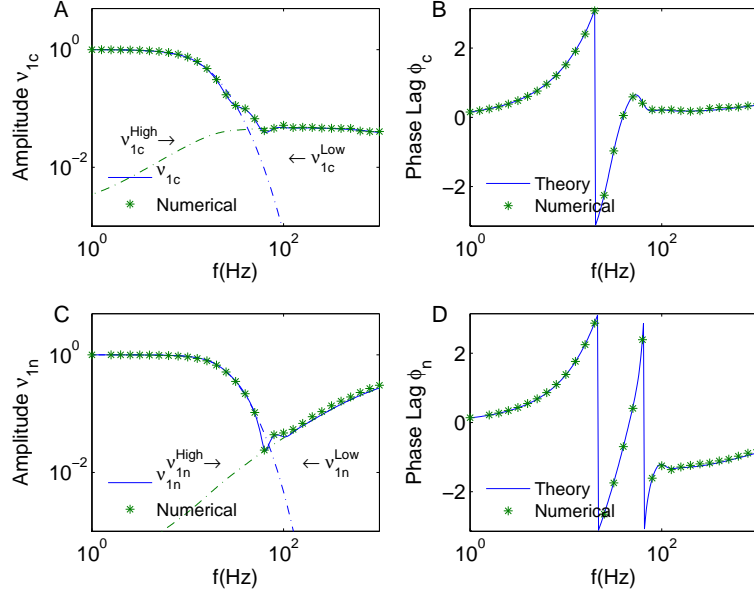 A
Amplitude ν1c
10^0
10^−2
ν1c^High →
← ν1c^Low
ν1c
Numerical
10^0
10^2
f(Hz)
B
Phase Lag ϕc
2
0
−2
Theory
Numerical
10^0
10^2
f(Hz)
C
Amplitude ν1n
10^0
10^−2
ν1n^High →
← ν1n^Low
ν1n
Numerical
10^0
10^2
f(Hz)
D
Phase Lag ϕn
2
0
−2
Theory
Numerical
10^0
10^2
f(Hz)